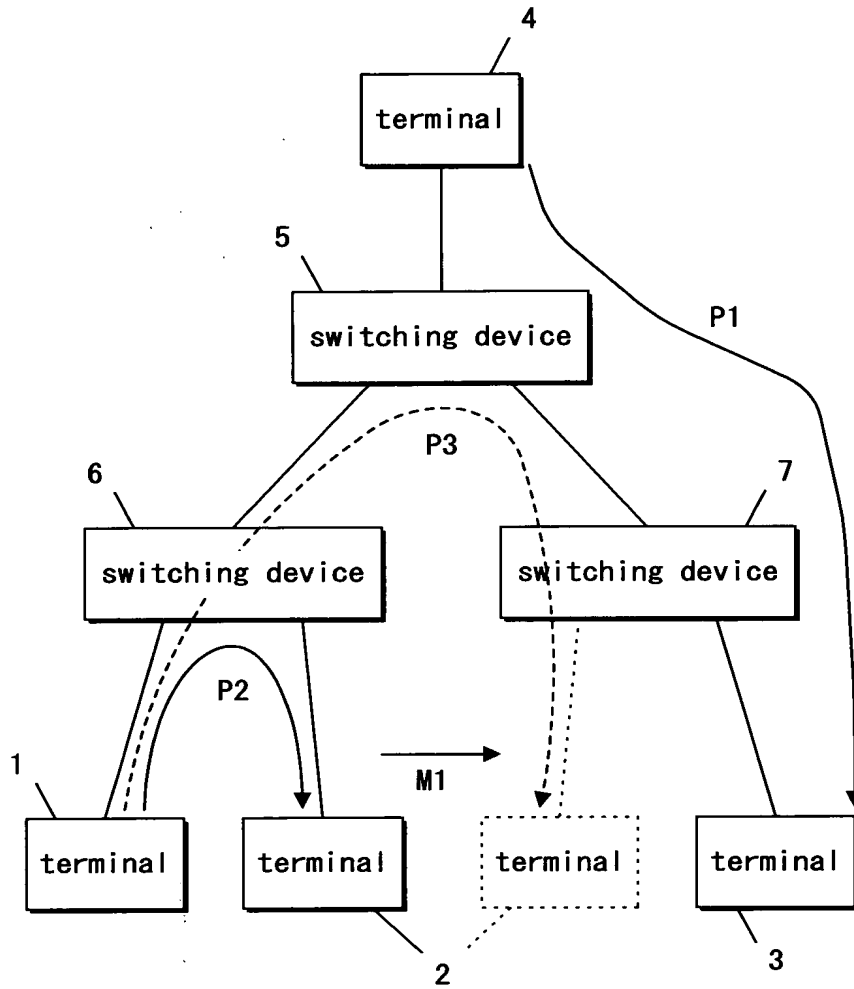 4
terminal
5
switching device
P1
P3
6
7
switching device
switching device
P2
M1
1
terminal
terminal
terminal
terminal
2
3